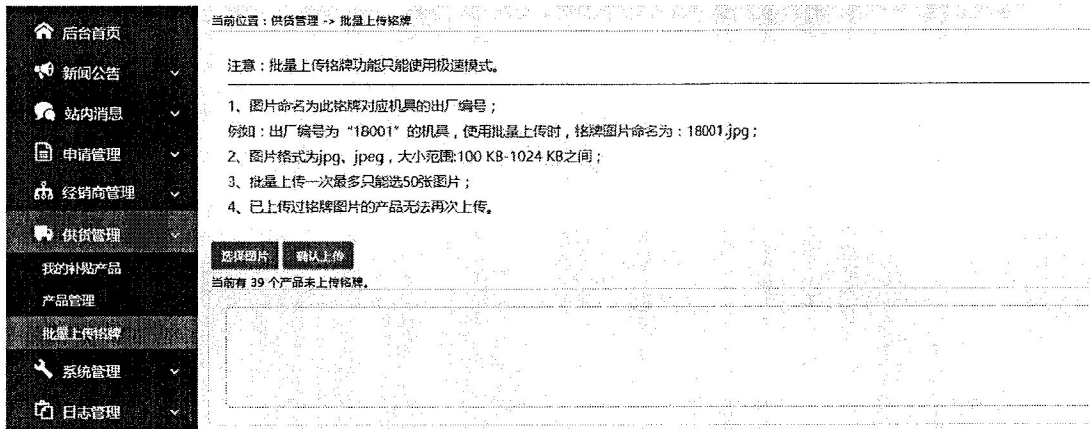 当前位置：供货管理 -> 批量上传铭牌
后台首页
新闻公告
站内消息
申请管理
经销商管理
供货管理
我的补贴产品
产品管理
批量上传铭牌
系统管理
日志管理
注意：批量上传铭牌功能只能使用极速模式。
1、图片命名为此铭牌对应机具的出厂编号；
例如：出厂编号为“18001”的机具，使用批量上传时，铭牌图片命名为：18001.jpg；
2、图片格式为jpg、jpeg，大小范围:100 KB-1024 KB之间；
3、批量上传一次最多只能选50张图片；
4、已上传过铭牌图片的产品无法再次上传。
选择图片 确认上传
当前有 39 个产品未上传铭牌。